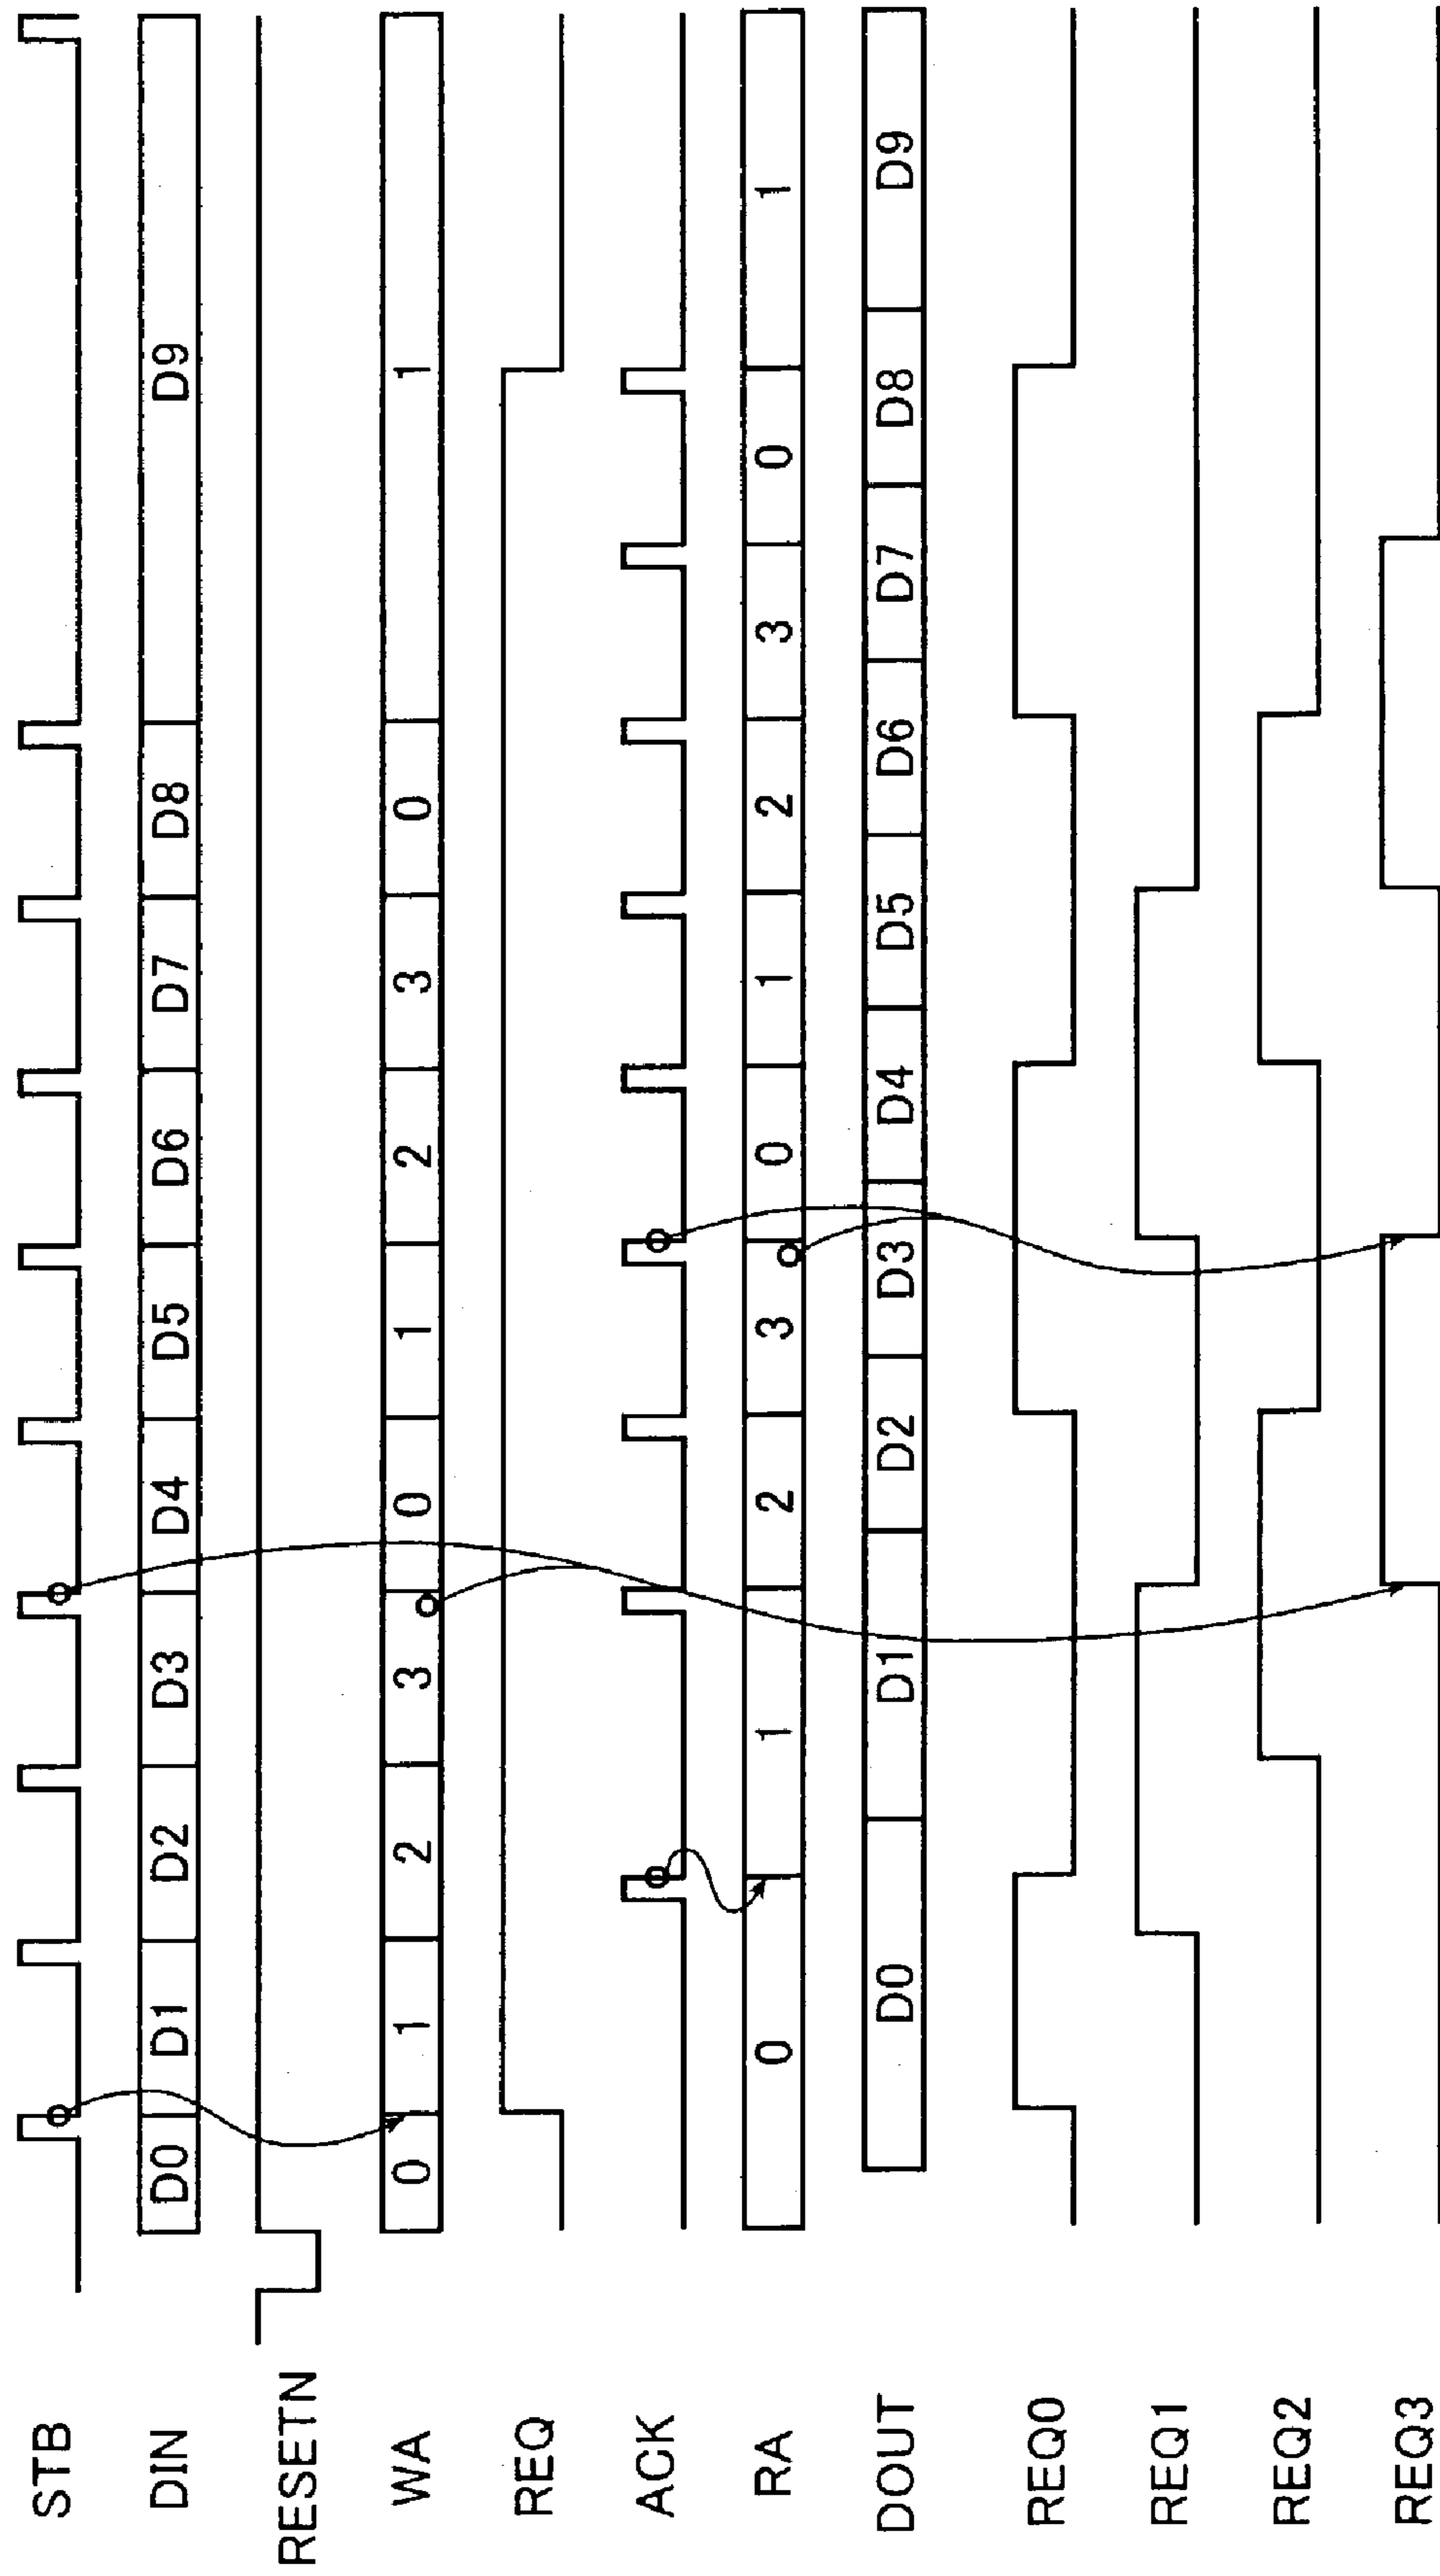 STB
DIN D0 D1 D2 D3 D4 D5 D6 D7 D8 D9
RESETN
WA 0 1 2 3 0 1 2 3 0 1
REQ
ACK
RA 0 1 2 3 0 1 2 3 0 1
DOUT D0 D1 D2 D3 D4 D5 D6 D7 D8 D9
REQ0
REQ1
REQ2
REQ3